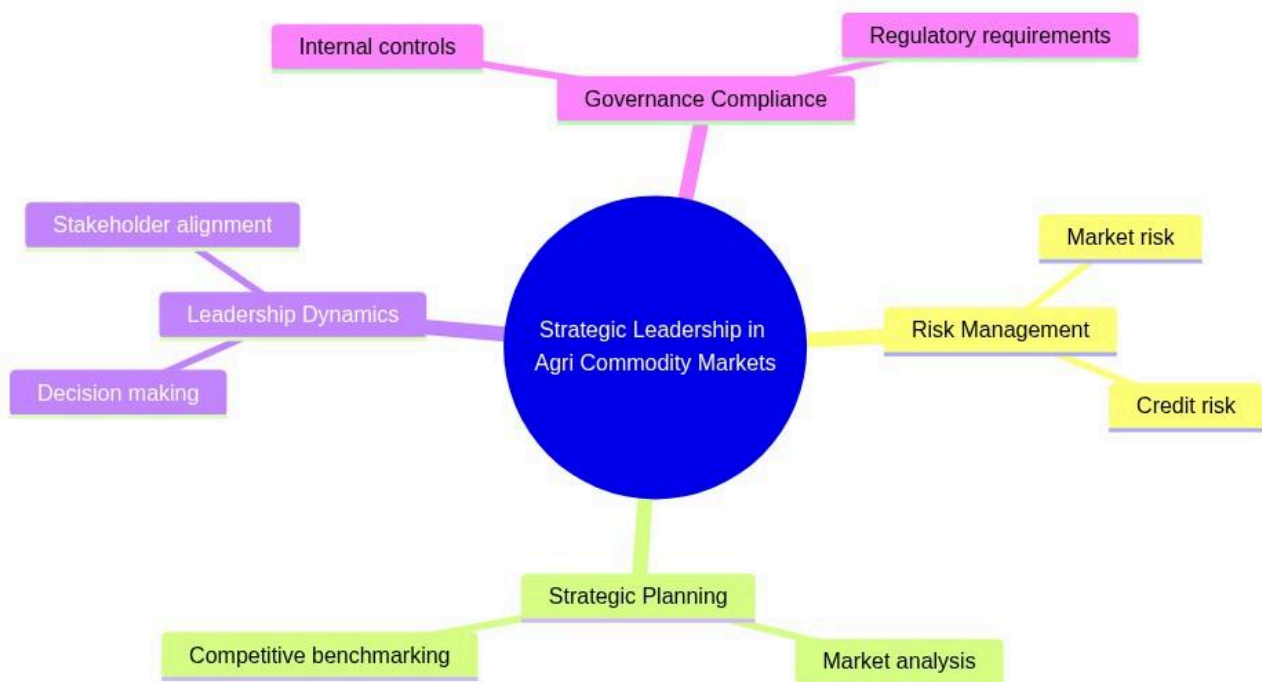 Internal controls
Regulatory requirements
Governance Compliance
Stakeholder alignment
Market risk
Leadership Dynamics
Strategic Leadership in
Agri Commodity Markets
Risk Management
Decision making
Credit risk
Strategic Planning
Competitive benchmarking
Market analysis